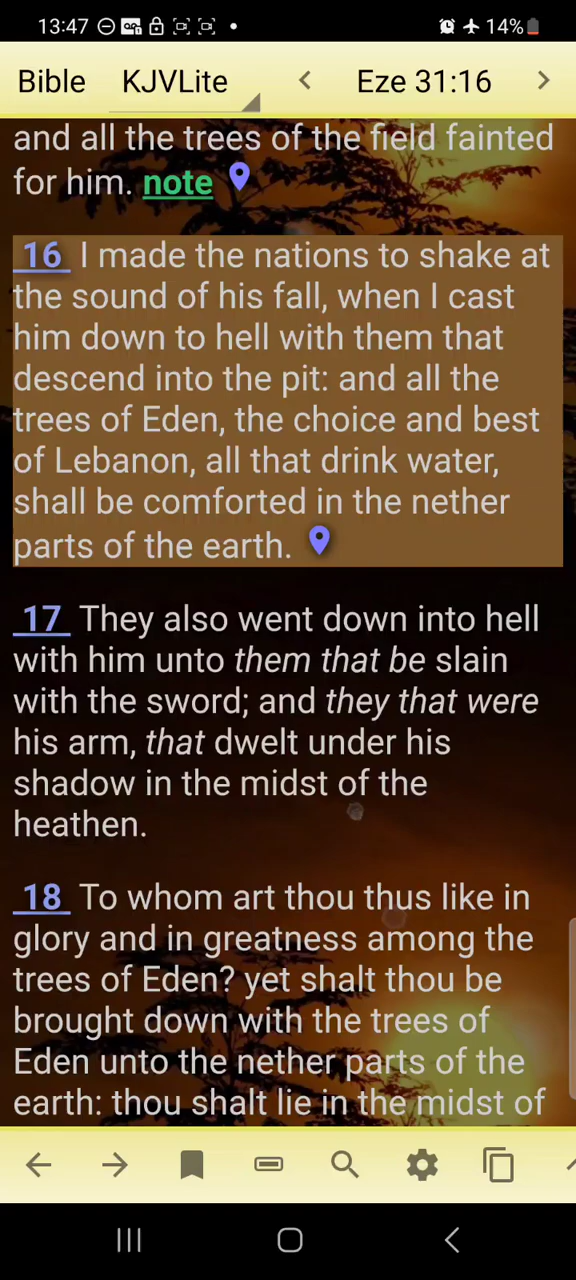 13:47 14%
Bible KJVLite Eze 31:16
and all the trees of the field fainted
for him. note
16 I made the nations to shake at
the sound of his fall, when I cast
him down to hell with them that
descend into the pit: and all the
trees of Eden, the choice and best
of Lebanon, all that drink water,
shall be comforted in the nether
parts of the earth.
17 They also went down into hell
with him unto them that be slain
with the sword; and they that were
his arm, that dwelt under his
shadow in the midst of the
heathen.
18 To whom art thou thus like in
glory and in greatness among the
trees of Eden? yet shalt thou be
brought down with the trees of
Eden unto the nether parts of the
earth: thou shalt lie in the midst of